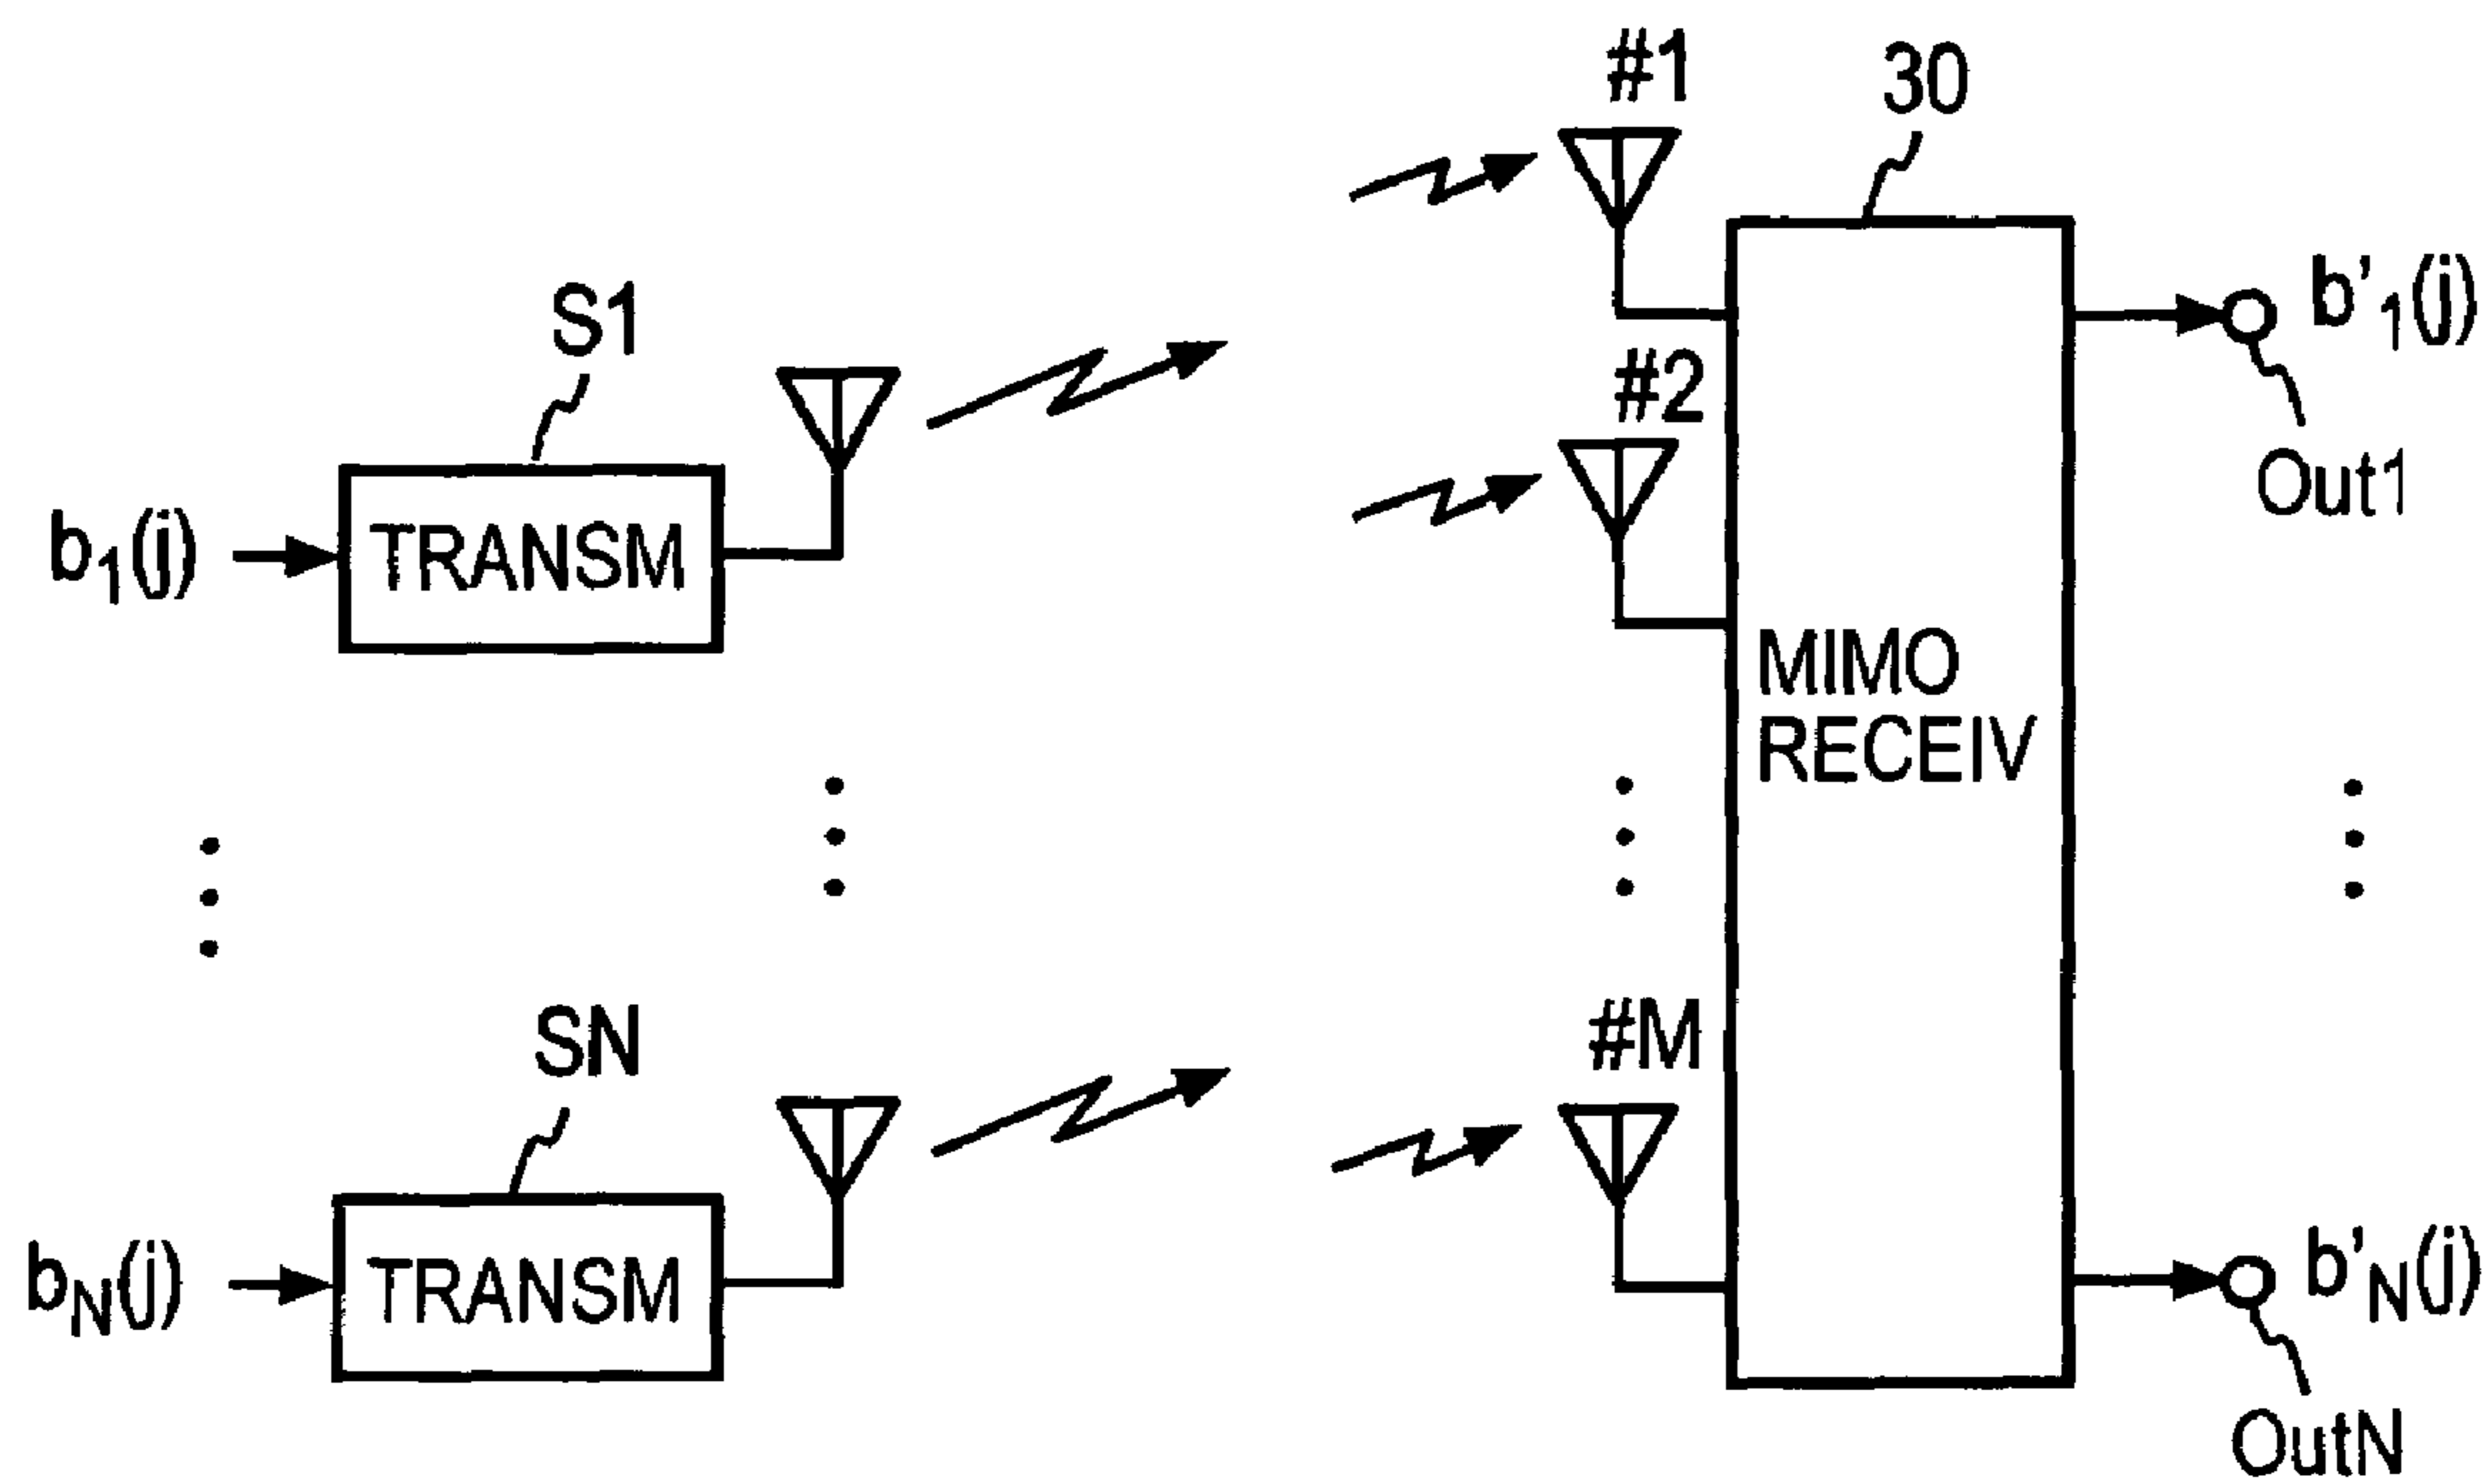 #1
30
S1
b'1(j)
#2
Out1
b1(j)
TRANSM
MIMO
RECEIV
#M
SN
bN(j)
TRANSM
b'N(j)
OutN